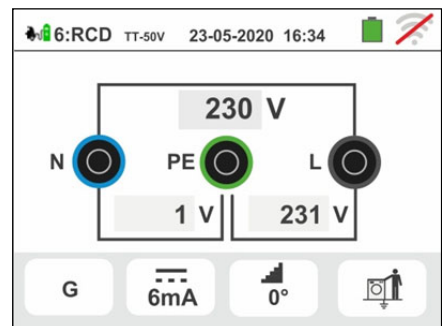 6:RCD TT-50V 23-05-2020 16:34
230 V
N PE L
1 V 231 V
G 6mA 0°